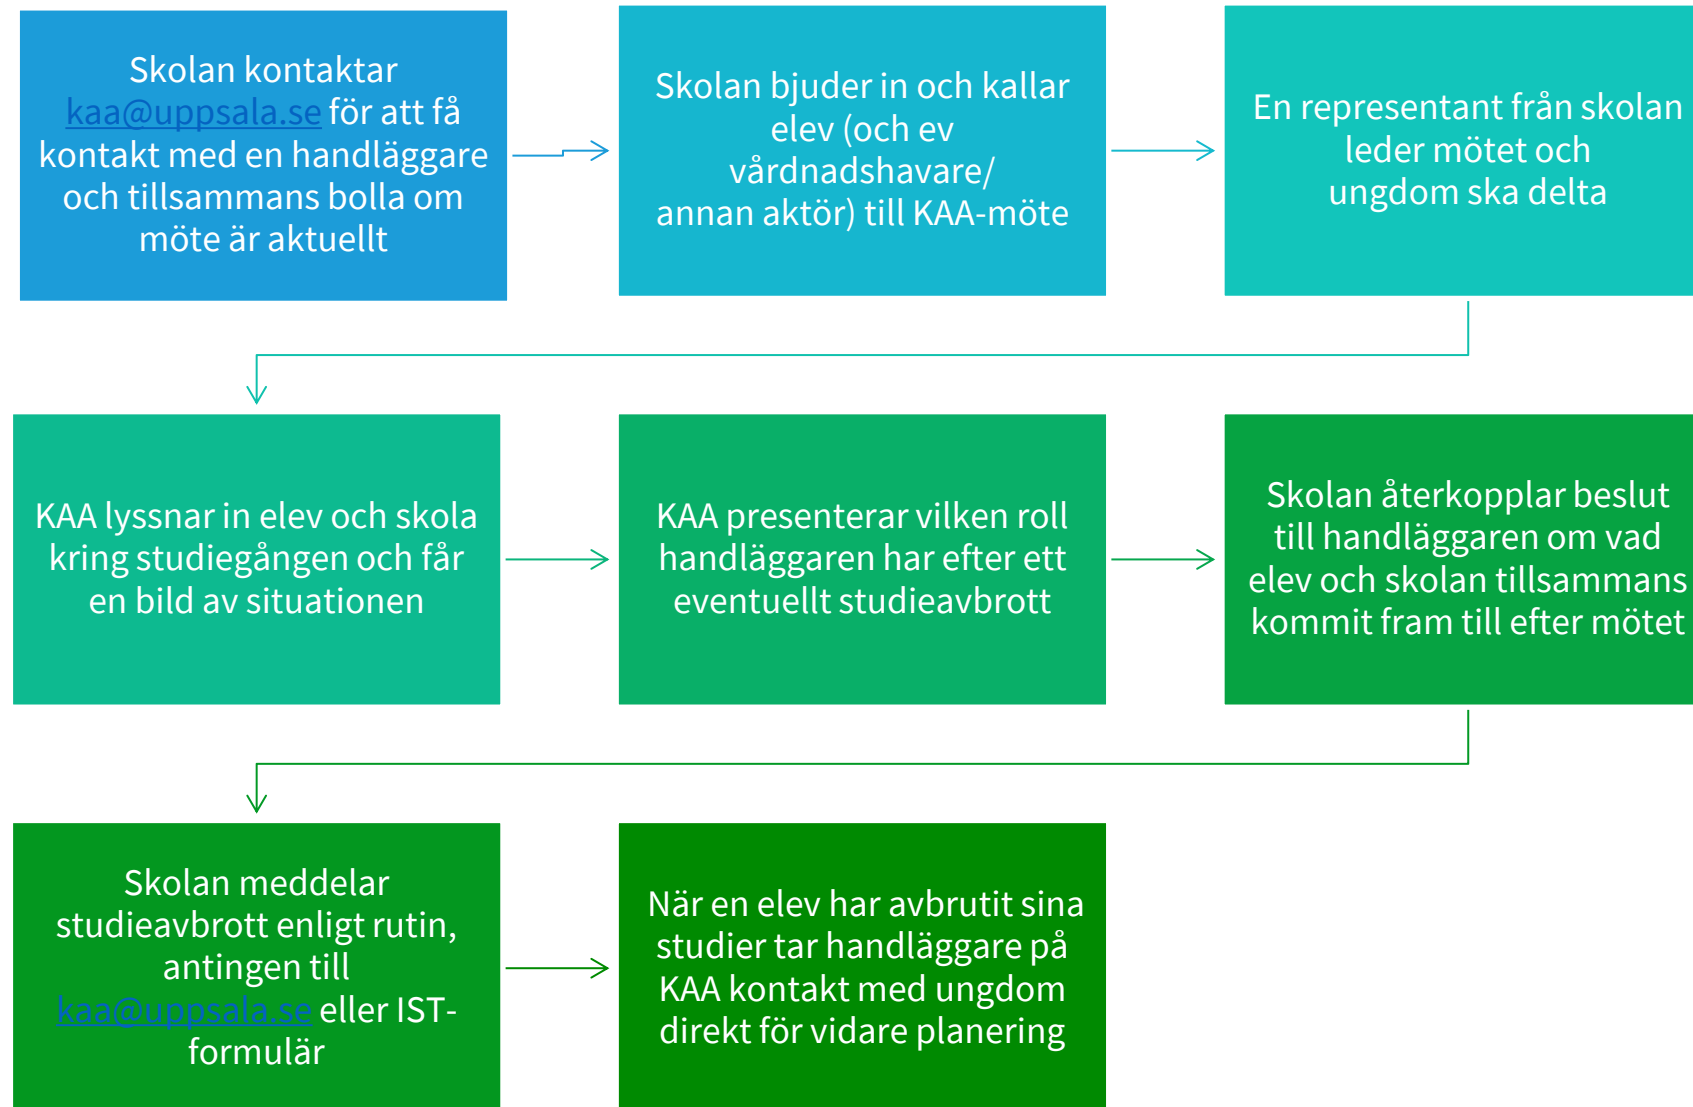 Skolan kontaktar
kaa@uppsala.se för att få
kontakt med en handläggare
och tillsammans bolla om
möte är aktuellt
Skolan bjuder in och kallar
elev (och ev
vårdnadshavare/
annan aktör) till KAA-möte
En representant från skolan
leder mötet och
ungdom ska delta
KAA lyssnar in elev och skola
kring studiegången och får
en bild av situationen
KAA presenterar vilken roll
handläggaren har efter ett
eventuellt studieavbrott
Skolan återkopplar beslut
till handläggaren om vad
elev och skolan tillsammans
kommit fram till efter mötet
Skolan meddelar
studieavbrott enligt rutin,
antingen till
kaa@uppsala.se eller IST-
formulär
När en elev har avbrutit sina
studier tar handläggare på
KAA kontakt med ungdom
direkt för vidare planering